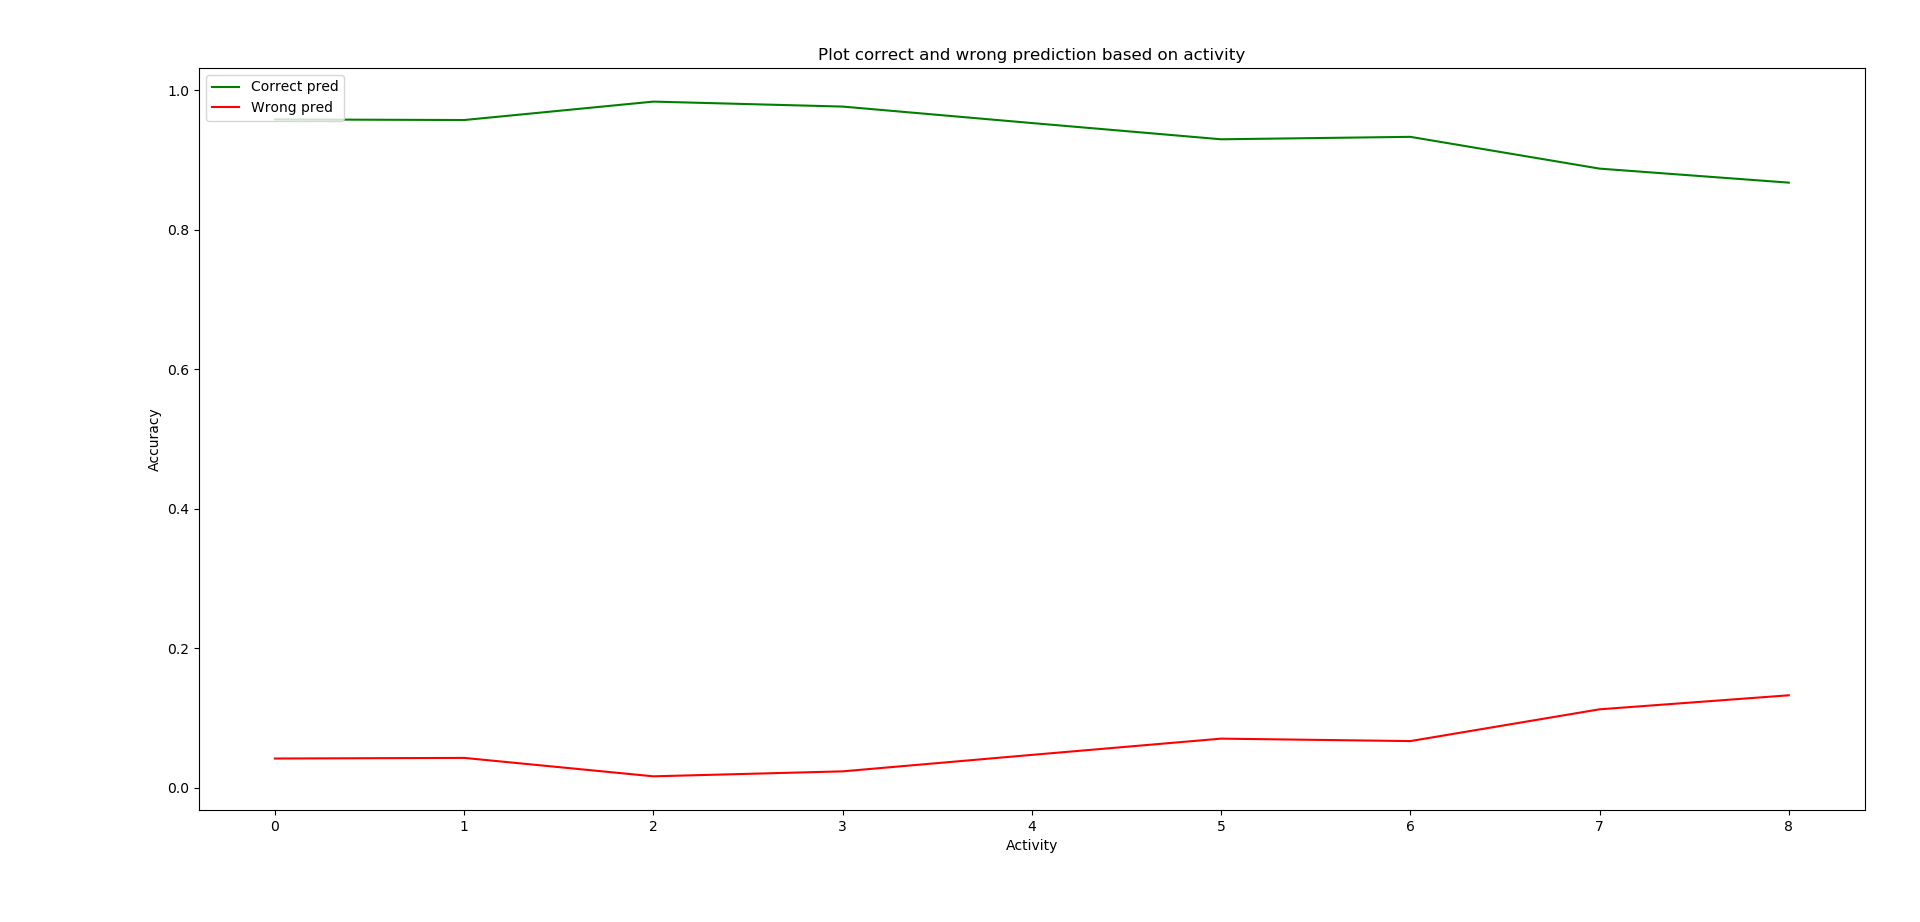 Plot correct and wrong prediction based on activity
Correct pred
Wrong pred
1.0
0.8
0.6
0.4
0.2
0.0
Accuracy
0 1 2 3 4 5 6 7 8
Activity